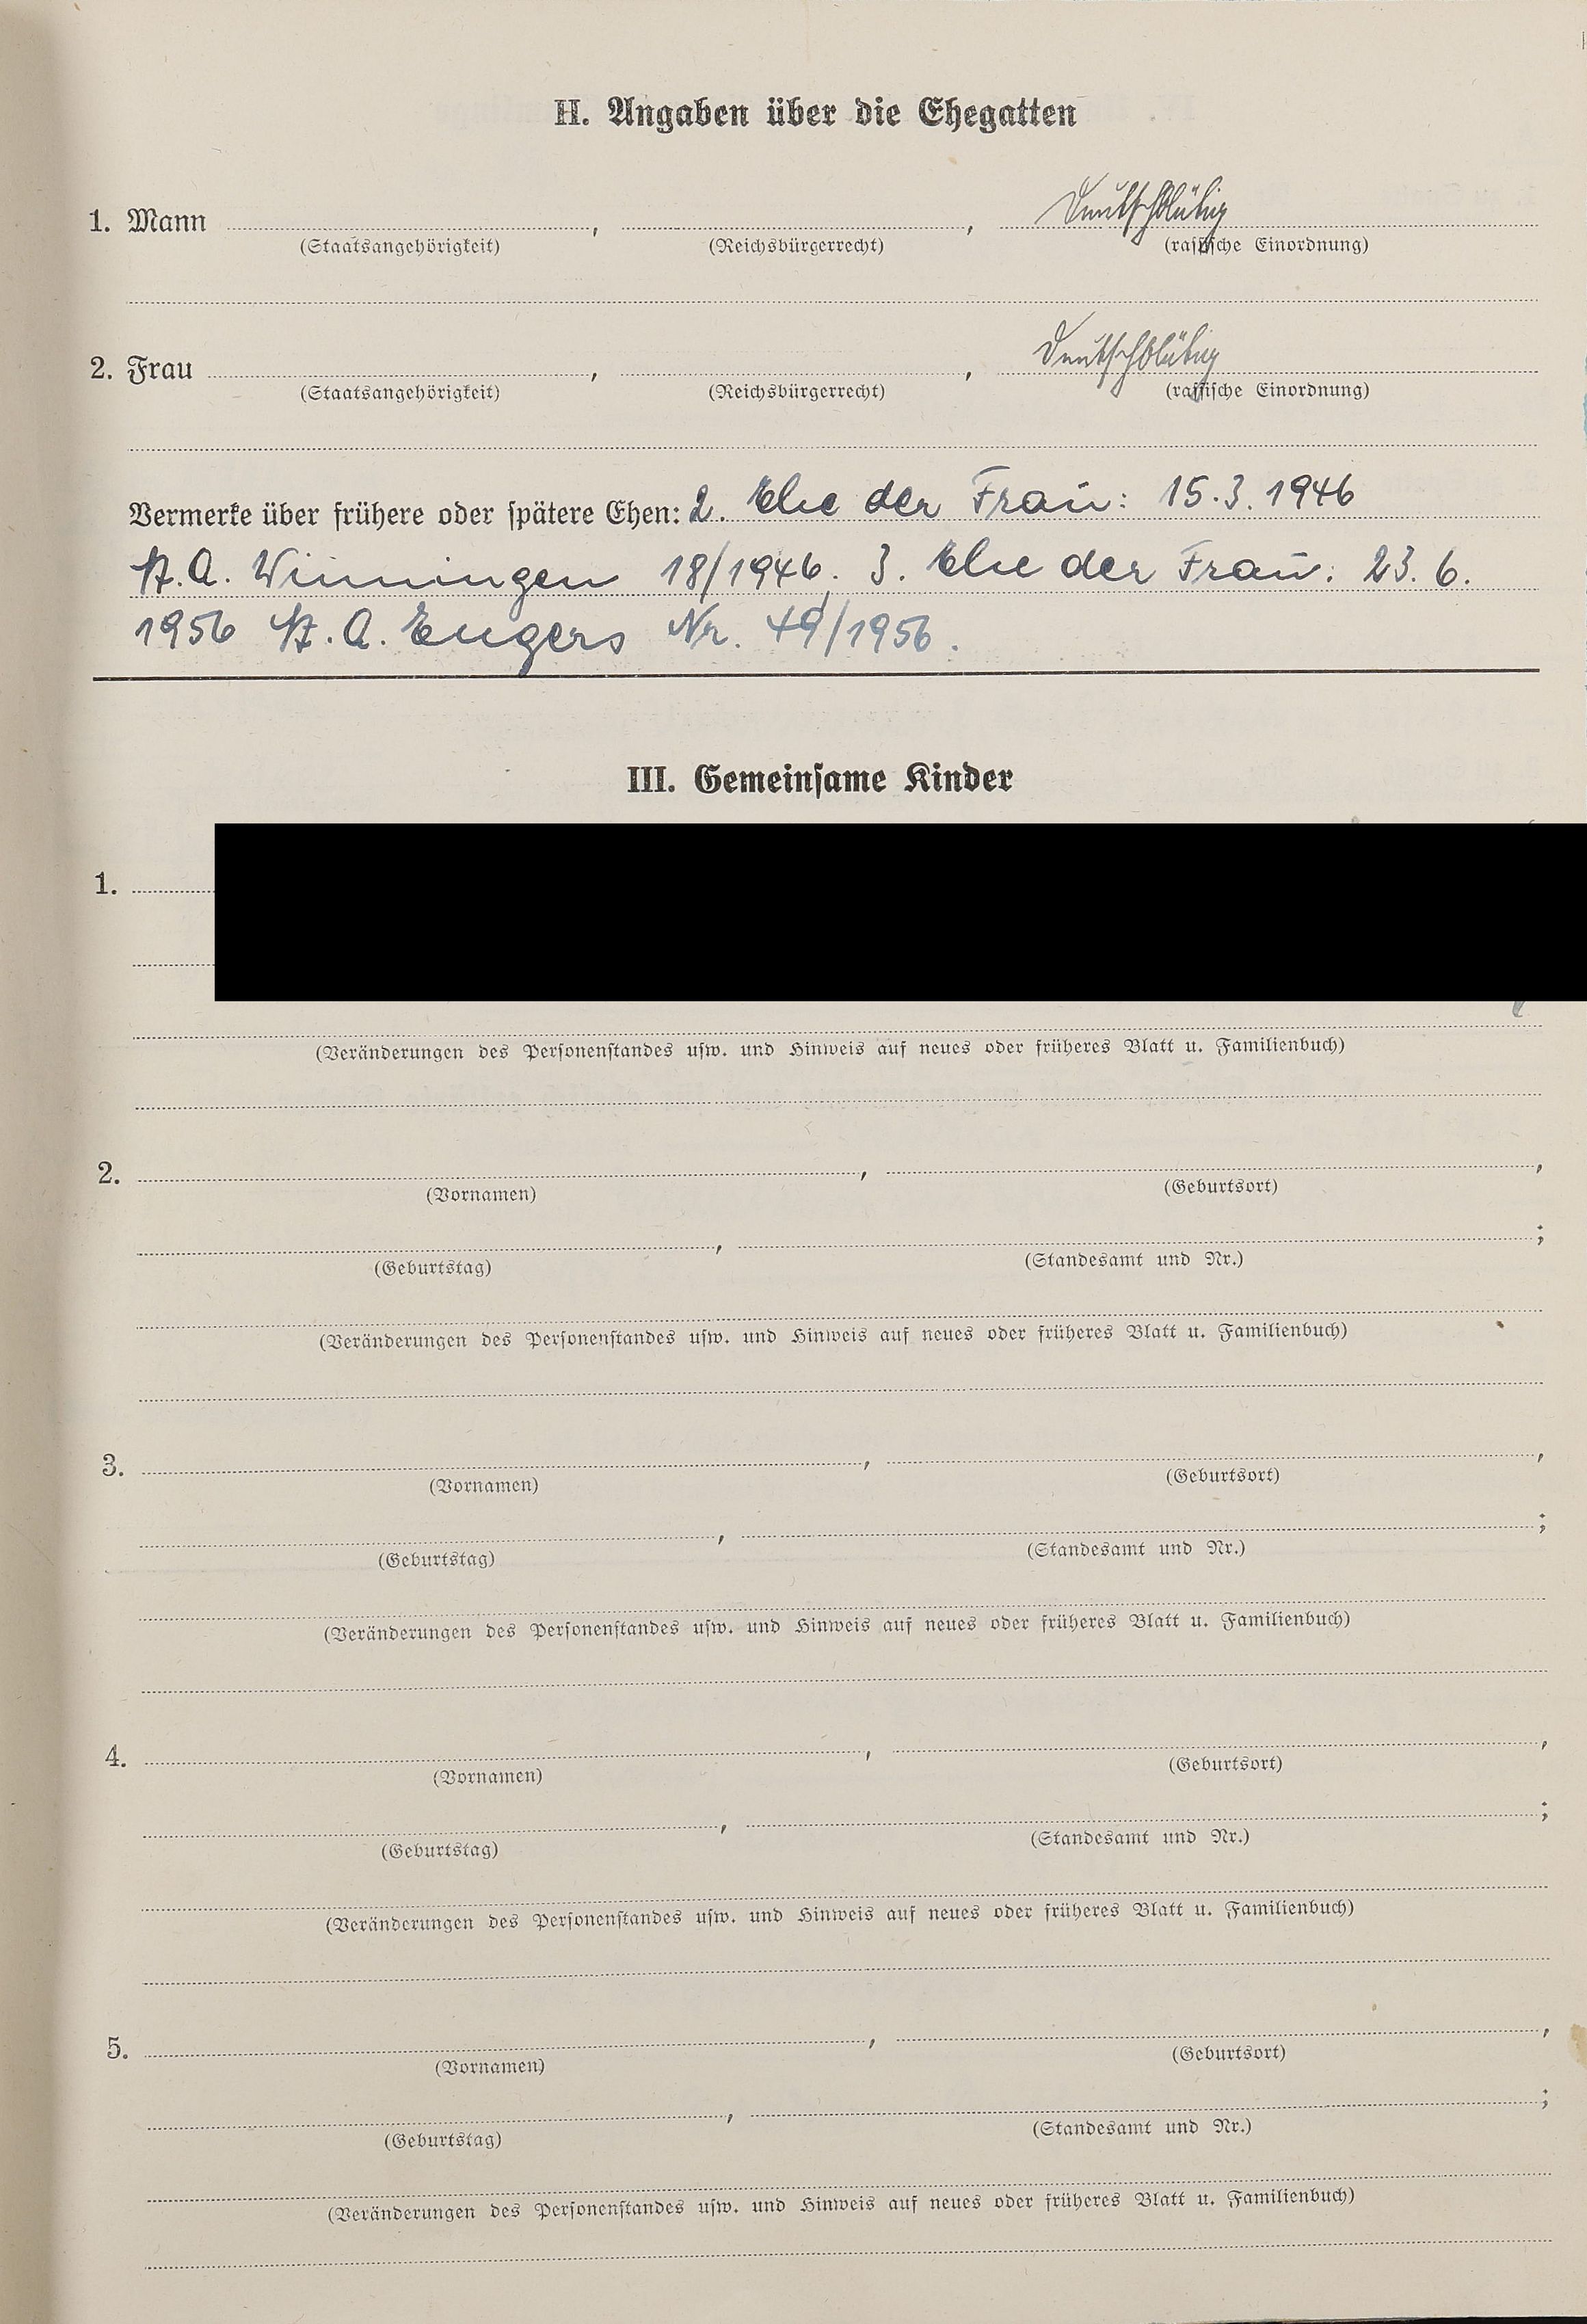 II. Angaben über die Ehegatten
1. Mann , , Deutschblütig
(Staatsangehörigkeit) (Reichsbürgerrecht) (rassische Einordnung)
2. Frau , , Deutschblütig
(Staatsangehörigkeit) (Reichsbürgerrecht) (rassische Einordnung)
Vermerke über frühere oder spätere Ehen: 2. Ehe der Frau: 15.3.1946
St.A. Winningen 18/1946. 3. Ehe der Frau: 23.6.
1956 St.A. Engers Nr. 49/1956.
III. Gemeinsame Kinder
1.
(Veränderungen des Personenstandes usw. und Hinweis auf neues oder früheres Blatt u. Familienbuch)
2. , ,
(Vornamen) (Geburtsort)
, ;
(Geburtstag) (Standesamt und Nr.)
(Veränderungen des Personenstandes usw. und Hinweis auf neues oder früheres Blatt u. Familienbuch)
3. , ,
(Vornamen) (Geburtsort)
, ;
(Geburtstag) (Standesamt und Nr.)
(Veränderungen des Personenstandes usw. und Hinweis auf neues oder früheres Blatt u. Familienbuch)
4. , ,
(Vornamen) (Geburtsort)
, ;
(Geburtstag) (Standesamt und Nr.)
(Veränderungen des Personenstandes usw. und Hinweis auf neues oder früheres Blatt u. Familienbuch)
5. , ,
(Vornamen) (Geburtsort)
, ;
(Geburtstag) (Standesamt und Nr.)
(Veränderungen des Personenstandes usw. und Hinweis auf neues oder früheres Blatt u. Familienbuch)